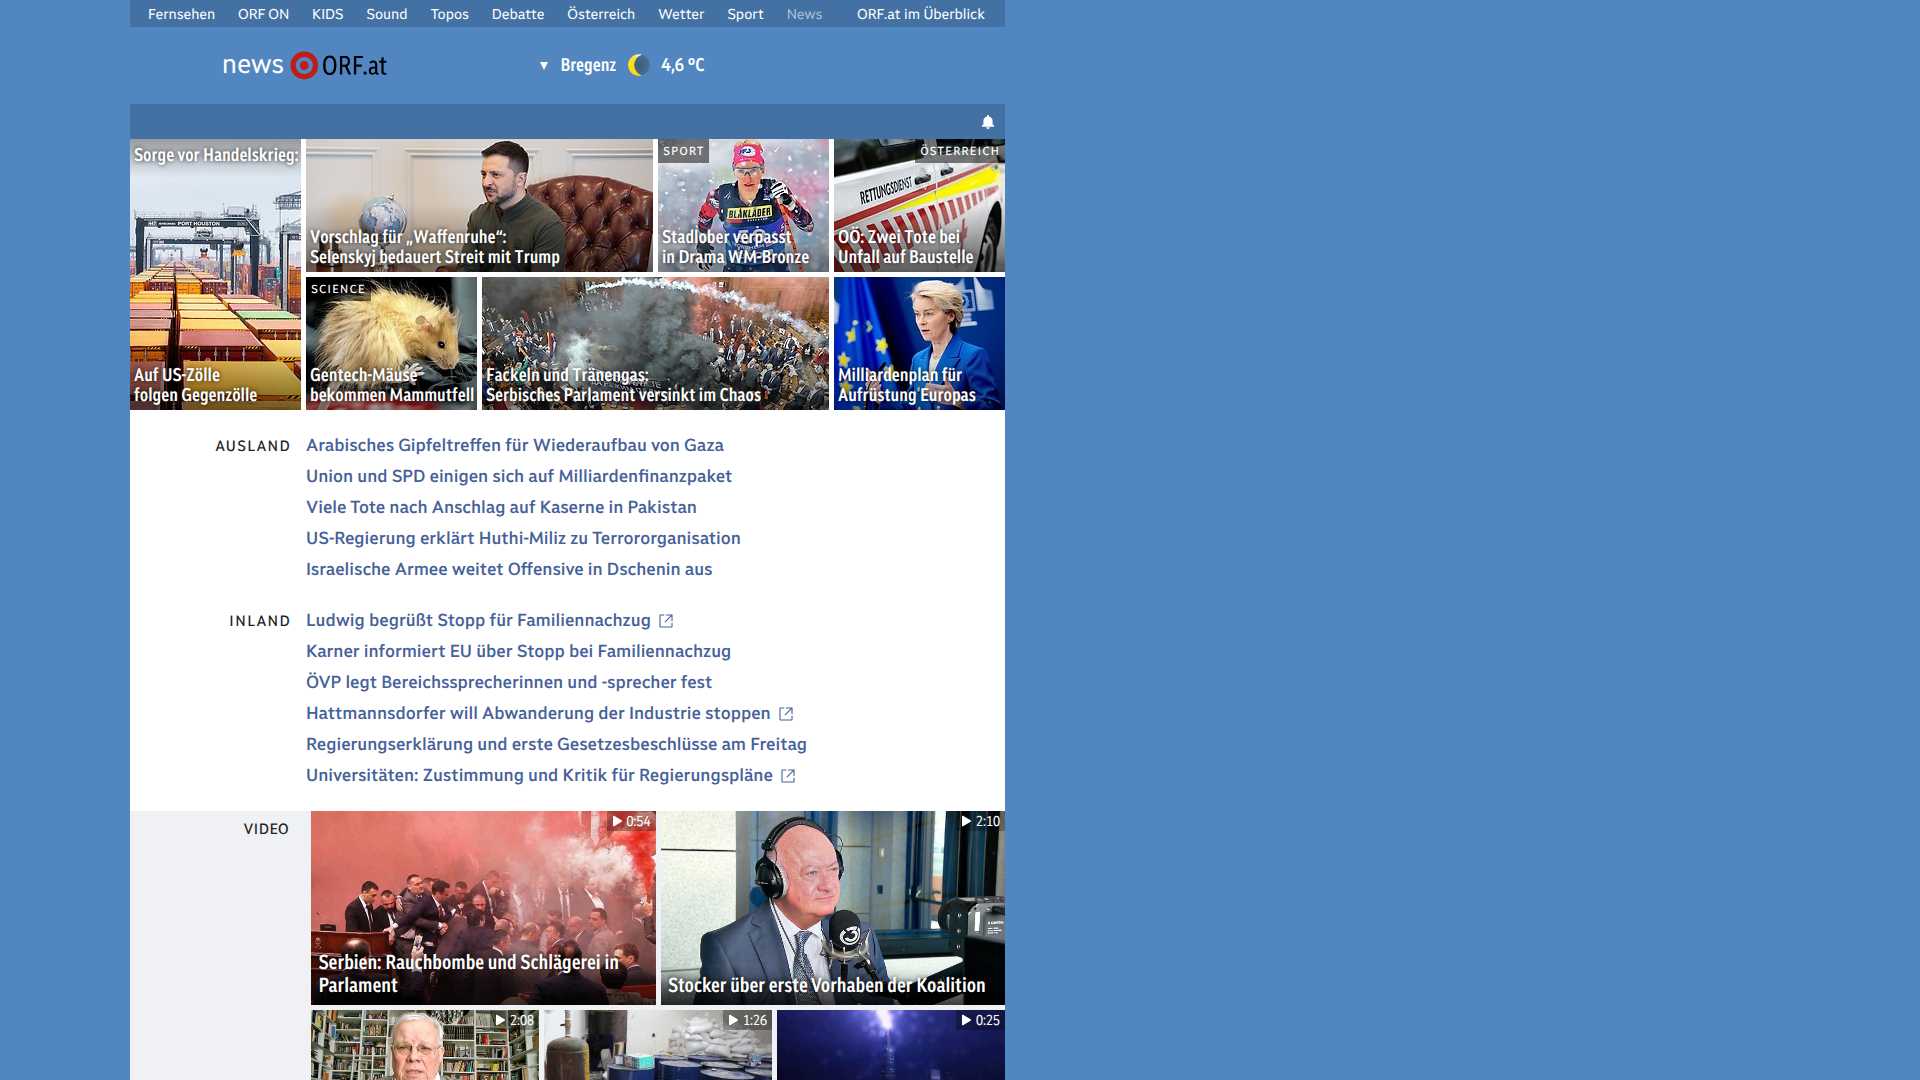 Fernsehen ORF ON KIDS Sound Topos Debatte Österreich Wetter Sport News ORF.at im Überblick
news ORF.at
Bregenz 4,6 °C
Sorge vor Handelskrieg:
PORT HOUSTON
Auf US-Zölle
folgen Gegenzölle
Vorschlag für „Waffenruhe“:
Selenskyj bedauert Streit mit Trump
SPORT
BLÅKLÄDER
Stadlober verpasst
in Drama WM-Bronze
ÖSTERREICH
RETTUNGSDIENST
OÖ: Zwei Tote bei
Unfall auf Baustelle
SCIENCE
Gentech-Mäuse
bekommen Mammutfell
Fackeln und Tränengas:
Serbisches Parlament versinkt im Chaos
Milliardenplan für
Aufrüstung Europas
AUSLAND
Arabisches Gipfeltreffen für Wiederaufbau von Gaza
Union und SPD einigen sich auf Milliardenfinanzpaket
Viele Tote nach Anschlag auf Kaserne in Pakistan
US-Regierung erklärt Huthi-Miliz zu Terrororganisation
Israelische Armee weitet Offensive in Dschenin aus
INLAND
Ludwig begrüßt Stopp für Familiennachzug
Karner informiert EU über Stopp bei Familiennachzug
ÖVP legt Bereichssprecherinnen und -sprecher fest
Hattmannsdorfer will Abwanderung der Industrie stoppen
Regierungserklärung und erste Gesetzesbeschlüsse am Freitag
Universitäten: Zustimmung und Kritik für Regierungspläne
VIDEO
0:54
Serbien: Rauchbombe und Schlägerei in
Parlament
2:10
Stocker über erste Vorhaben der Koalition
2:08
1:26
0:25